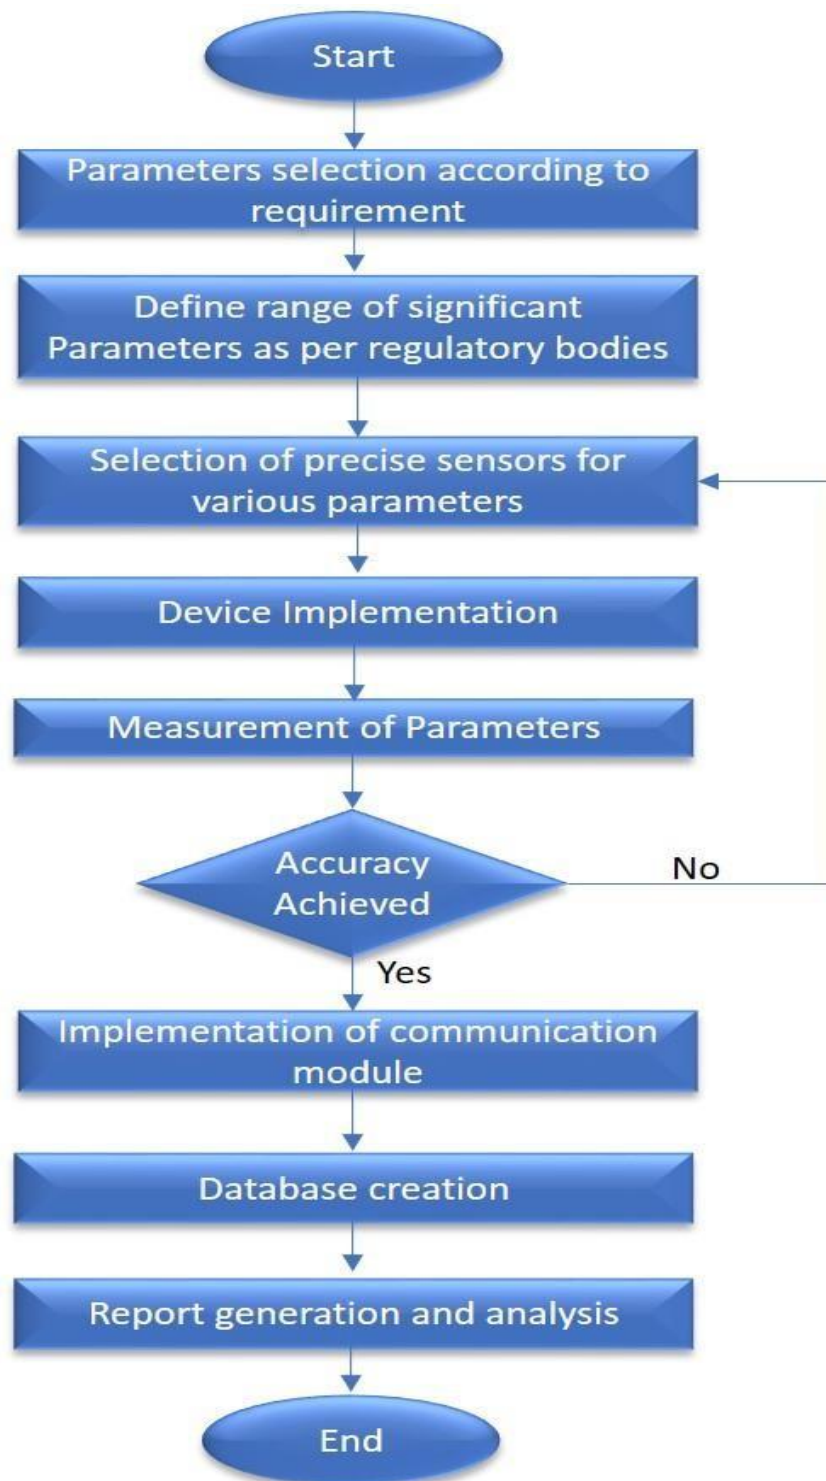 Start
Parameters selection according to
requirement
Define range of significant
Parameters as per regulatory bodies
Selection of precise sensors for
various parameters
Device Implementation
Measurement of Parameters
Accuracy
Achieved
No
Yes
Implementation of communication
module
Database creation
Report generation and analysis
End